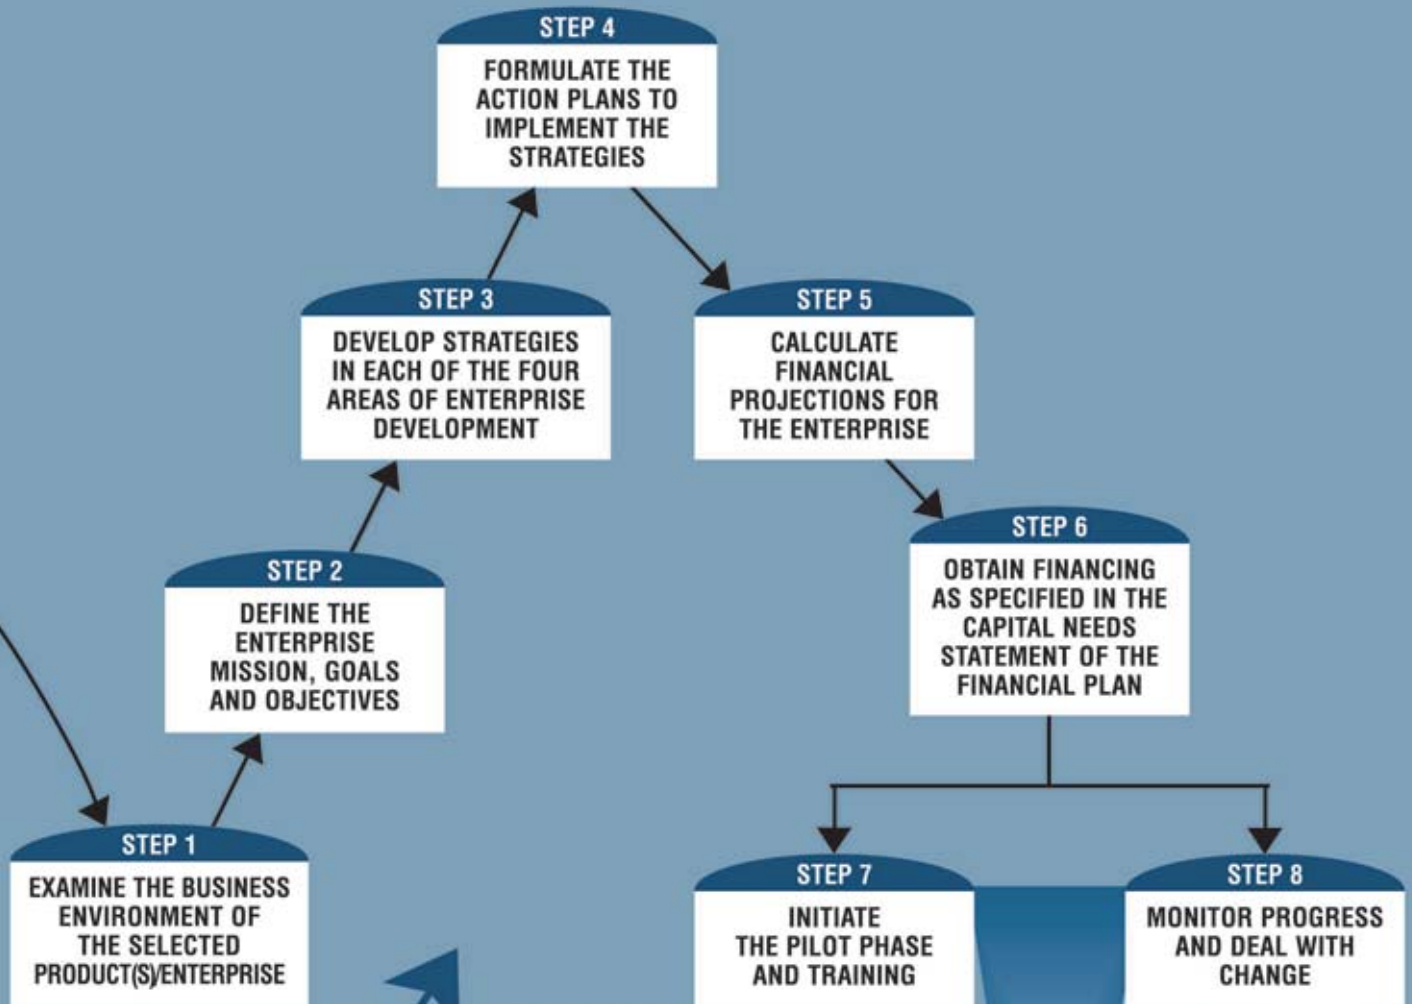 STEP 1
EXAMINE THE BUSINESS
ENVIRONMENT OF
THE SELECTED
PRODUCT(S)/ENTERPRISE
STEP 2
DEFINE THE
ENTERPRISE
MISSION, GOALS
AND OBJECTIVES
STEP 3
DEVELOP STRATEGIES
IN EACH OF THE FOUR
AREAS OF ENTERPRISE
DEVELOPMENT
STEP 4
FORMULATE THE
ACTION PLANS TO
IMPLEMENT THE
STRATEGIES
STEP 5
CALCULATE
FINANCIAL
PROJECTIONS FOR
THE ENTERPRISE
STEP 6
OBTAIN FINANCING
AS SPECIFIED IN THE
CAPITAL NEEDS
STATEMENT OF THE
FINANCIAL PLAN
STEP 7
INITIATE
THE PILOT PHASE
AND TRAINING
STEP 8
MONITOR PROGRESS
AND DEAL WITH
CHANGE